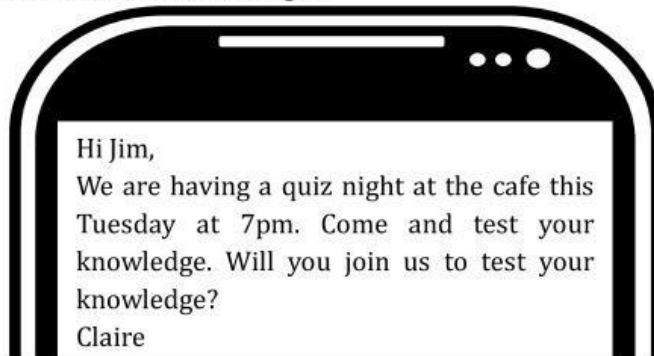 Hi Jim,
We are having a quiz night at the cafe this
Tuesday at 7pm. Come and test your
knowledge. Will you join us to test your
knowledge?
Claire